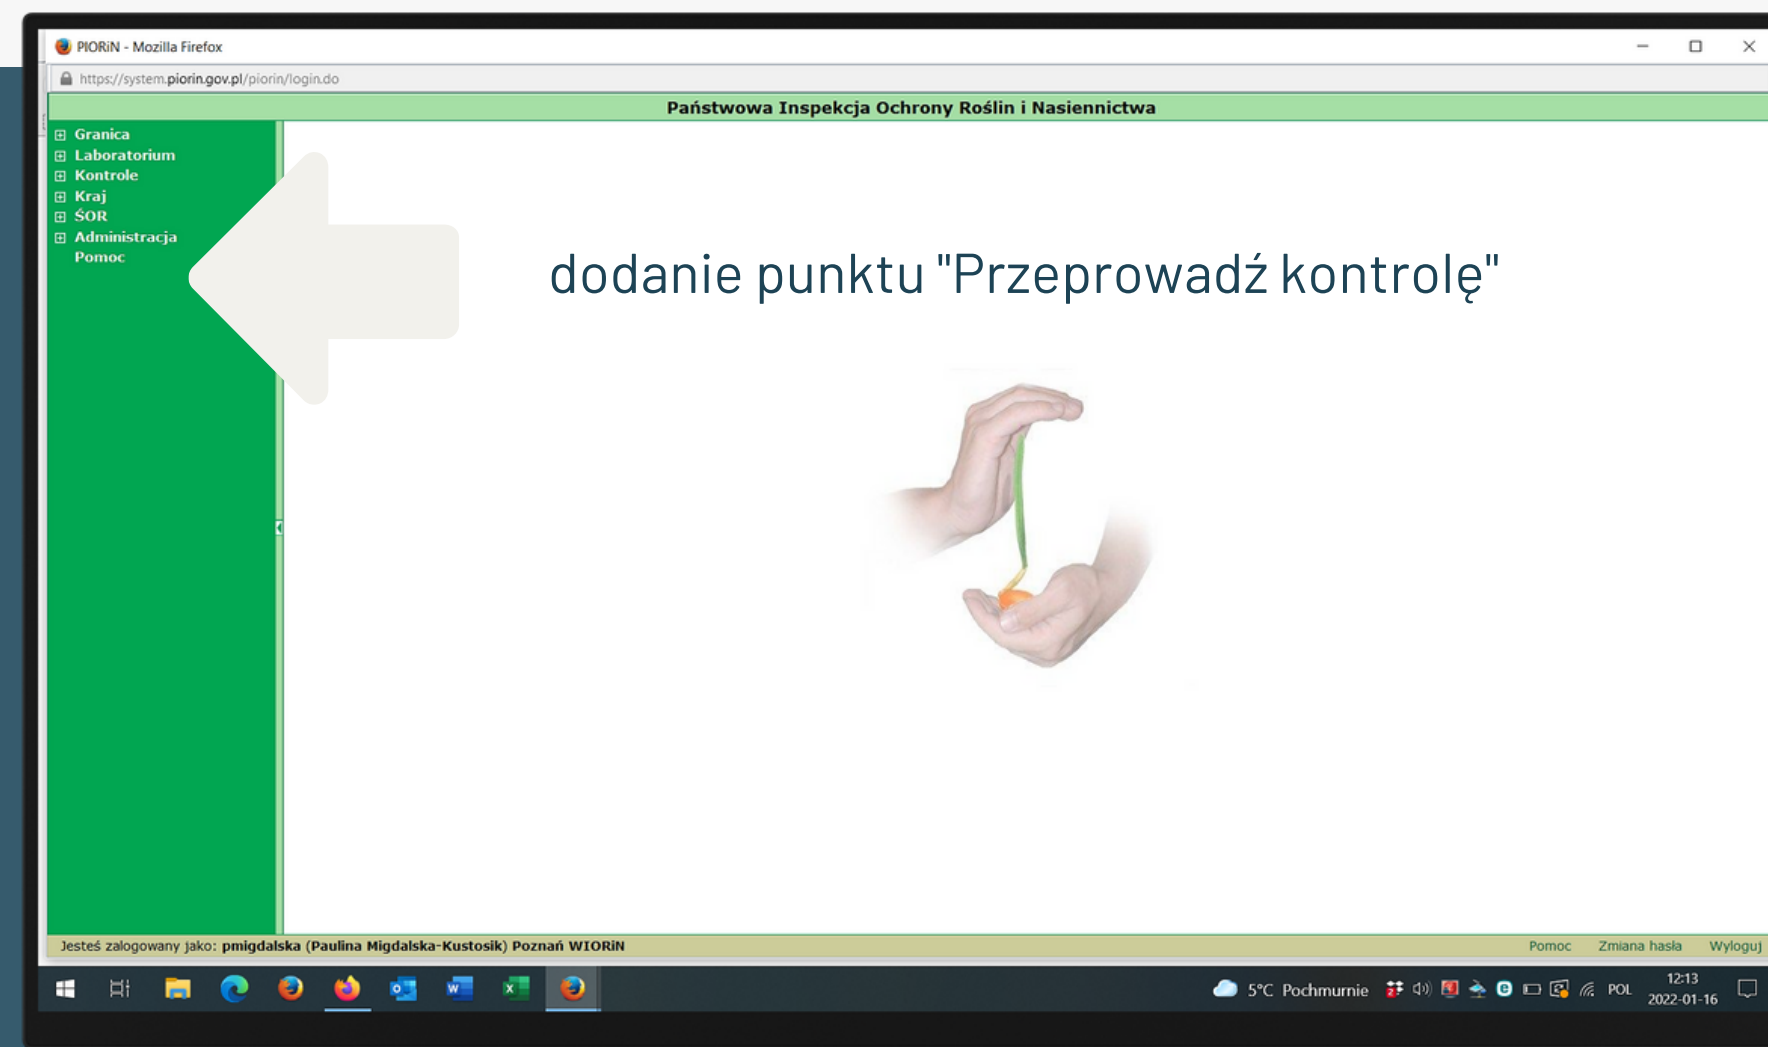 PIORiN - Mozilla Firefox
https://system.piorin.gov.pl/piorin/login.do
Państwowa Inspekcja Ochrony Roślin i Nasiennictwa
Granica
Laboratorium
Kontrole
Kraj
ŚOR
Administracja
Pomoc
dodanie punktu "Przeprowadź kontrolę"
Jesteś zalogowany jako: pmigdalska (Paulina Migdalska-Kustosik) Poznań WIORiN
Pomoc Zmiana hasła Wyloguj
5°C Pochmurnie POL 12:13
2022-01-16